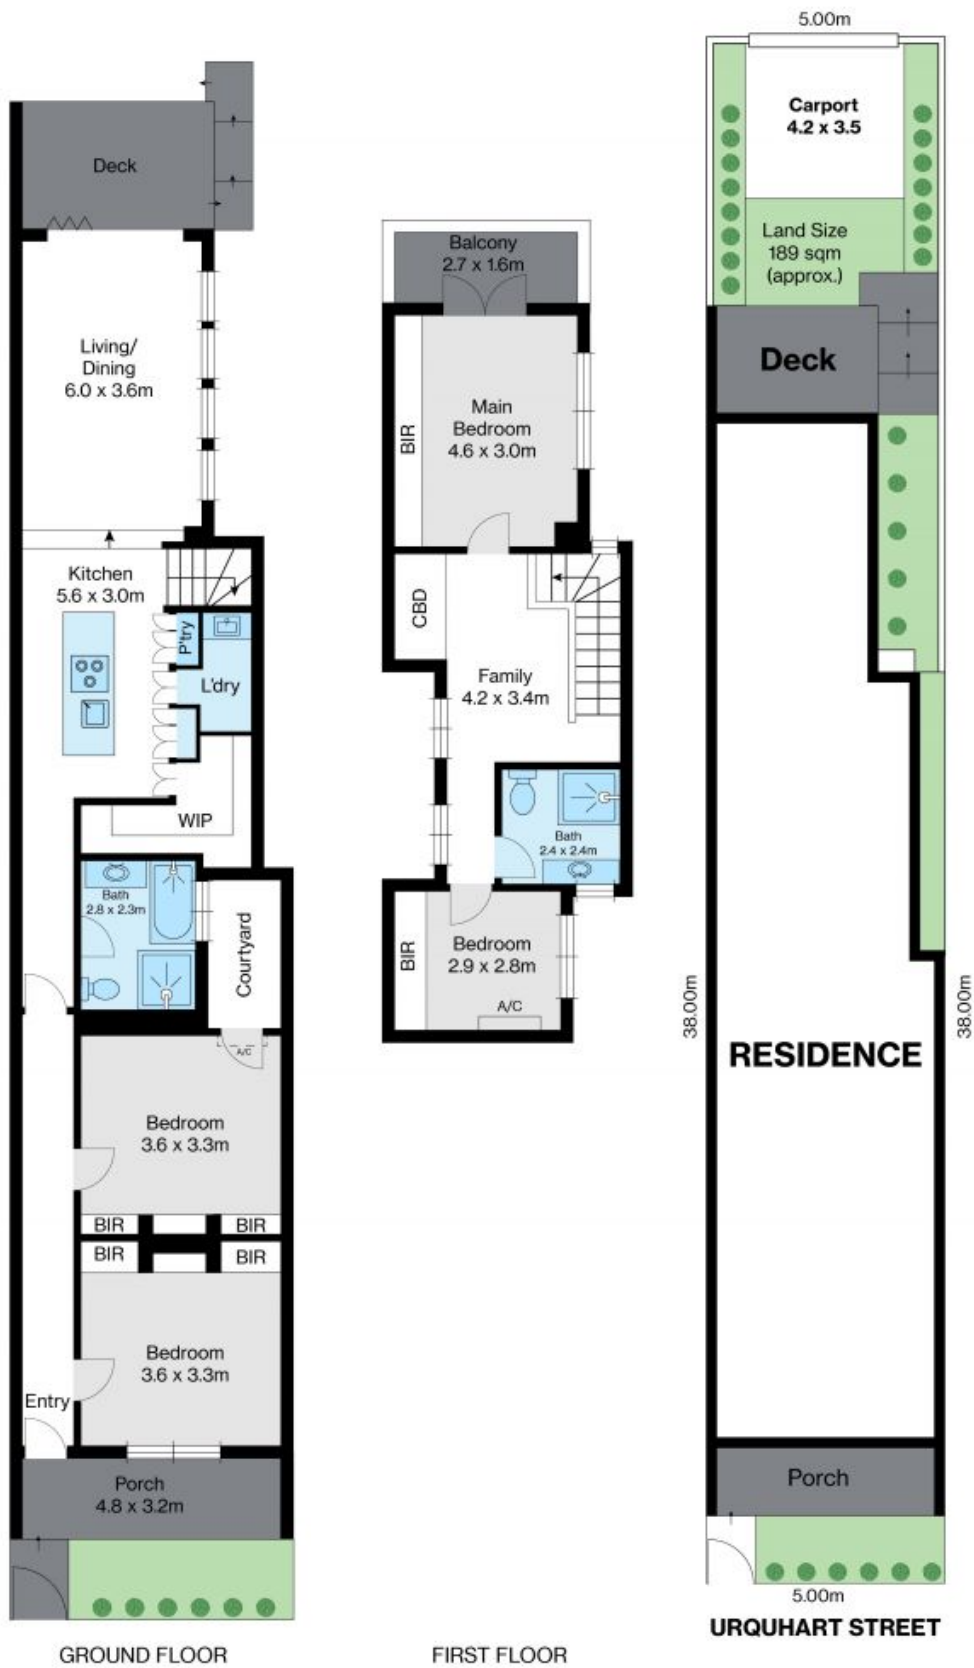 Deck
Living/
Dining
6.0 x 3.6m
Kitchen
5.6 x 3.0m
P'try
L'dry
WIP
Bath
2.8 x 2.3m
Courtyard
A/C
Bedroom
3.6 x 3.3m
BIR
BIR
BIR
BIR
Bedroom
3.6 x 3.3m
Entry
Porch
4.8 x 3.2m
GROUND FLOOR
Balcony
2.7 x 1.6m
BIR
Main
Bedroom
4.6 x 3.0m
CBD
Family
4.2 x 3.4m
Bath
2.4 x 2.4m
BIR
Bedroom
2.9 x 2.8m
A/C
FIRST FLOOR
5.00m
Carport
4.2 x 3.5
Land Size
189 sqm
(approx.)
Deck
38.00m
38.00m
RESIDENCE
Porch
5.00m
URQUHART STREET